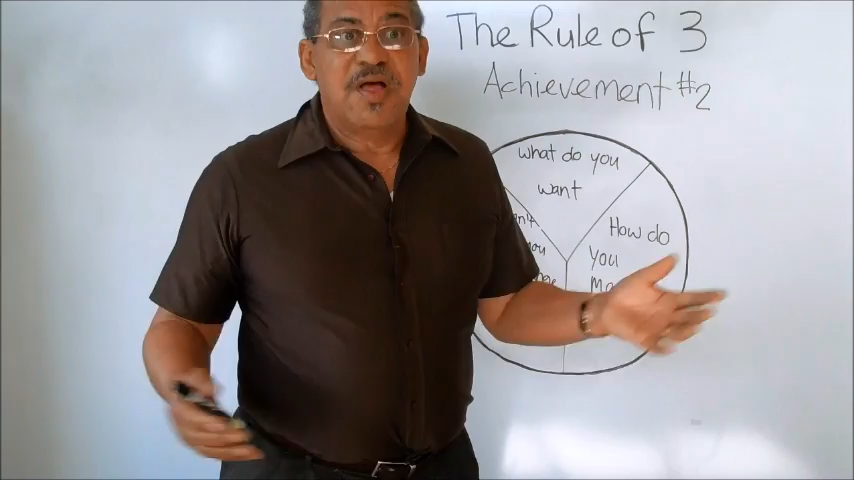 The Rule of 3
Achievement #2
What do you
want
How do
you